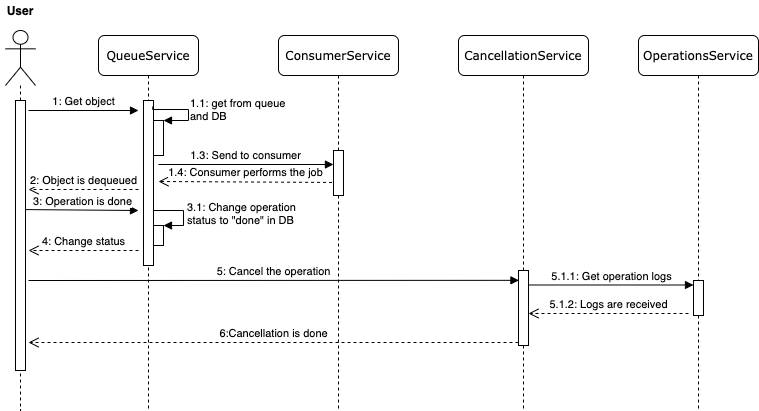 User
QueueService
ConsumerService
CancellationService
OperationsService
1: Get object
1.1: get from queue
and DB
1.3: Send to consumer
1.4: Consumer performs the job
2: Object is dequeued
3: Operation is done
3.1: Change operation
status to "done" in DB
4: Change status
5: Cancel the operation
5.1.1: Get operation logs
5.1.2: Logs are received
6:Cancellation is done